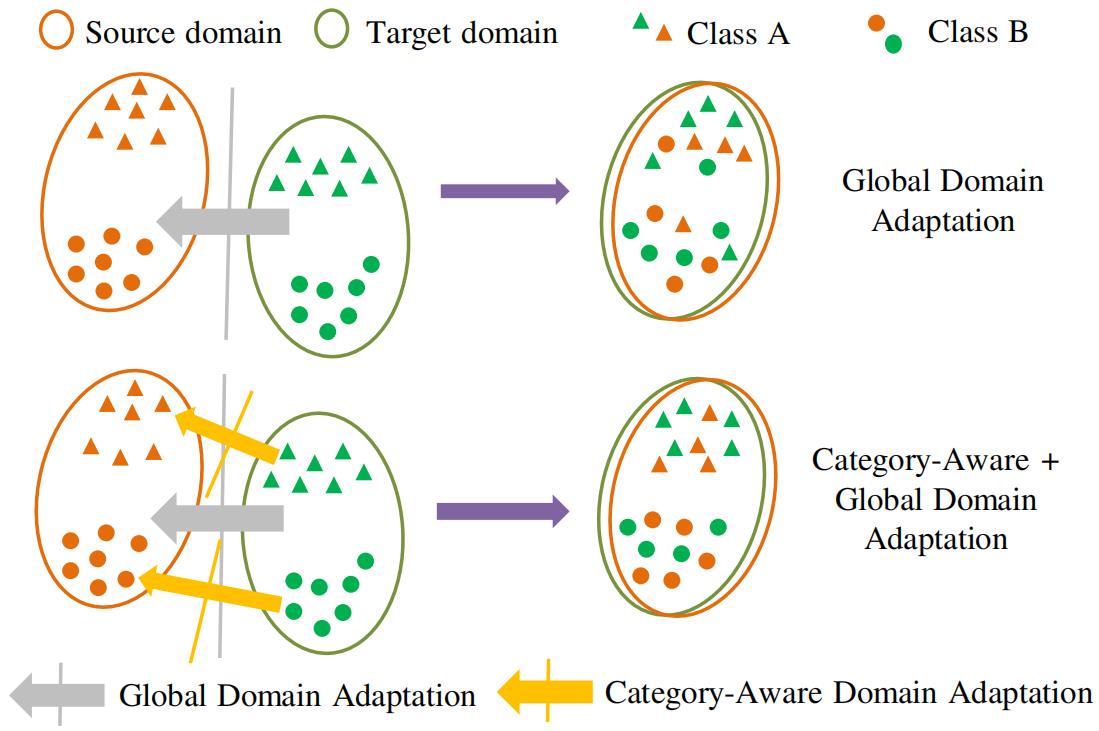 Source domain
Target domain
Class A
Class B
Global Domain
Adaptation
Category-Aware +
Global Domain
Adaptation
Global Domain Adaptation
Category-Aware Domain Adaptation